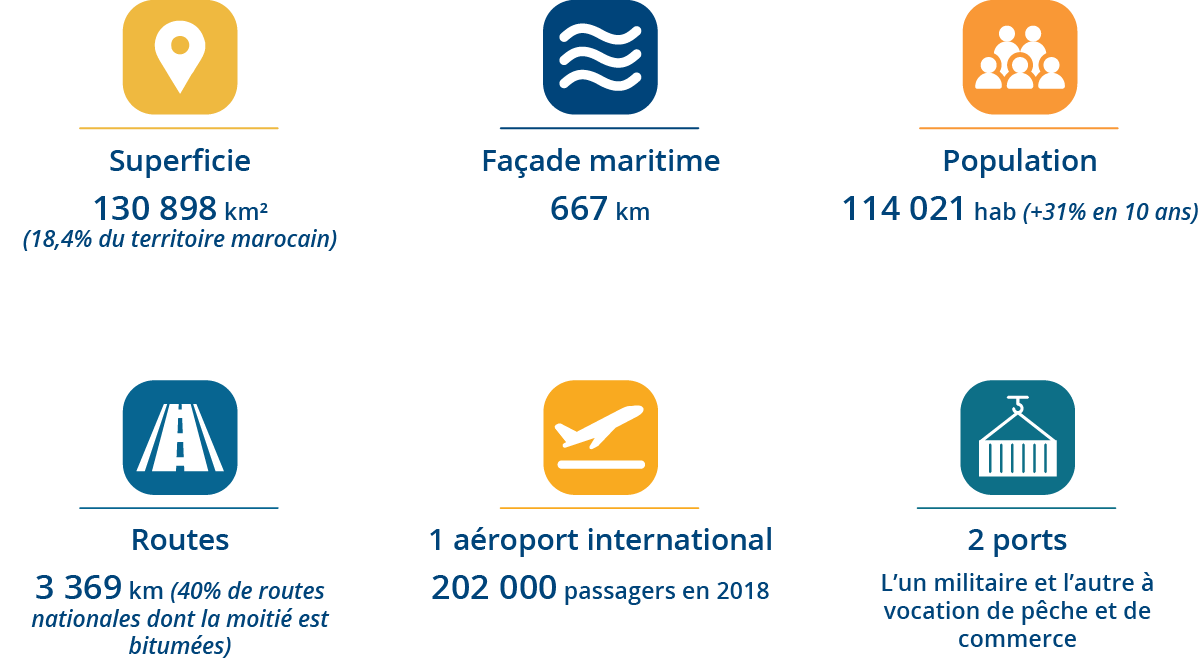 Superficie
130 898 km²
(18,4% du territoire marocain)
Façade maritime
667 km
Population
114 021 hab (+31% en 10 ans)
Routes
3 369 km (40% de routes
nationales dont la moitié est
bitumées)
1 aéroport international
202 000 passagers en 2018
2 ports
L’un militaire et l’autre à
vocation de pêche et de
commerce